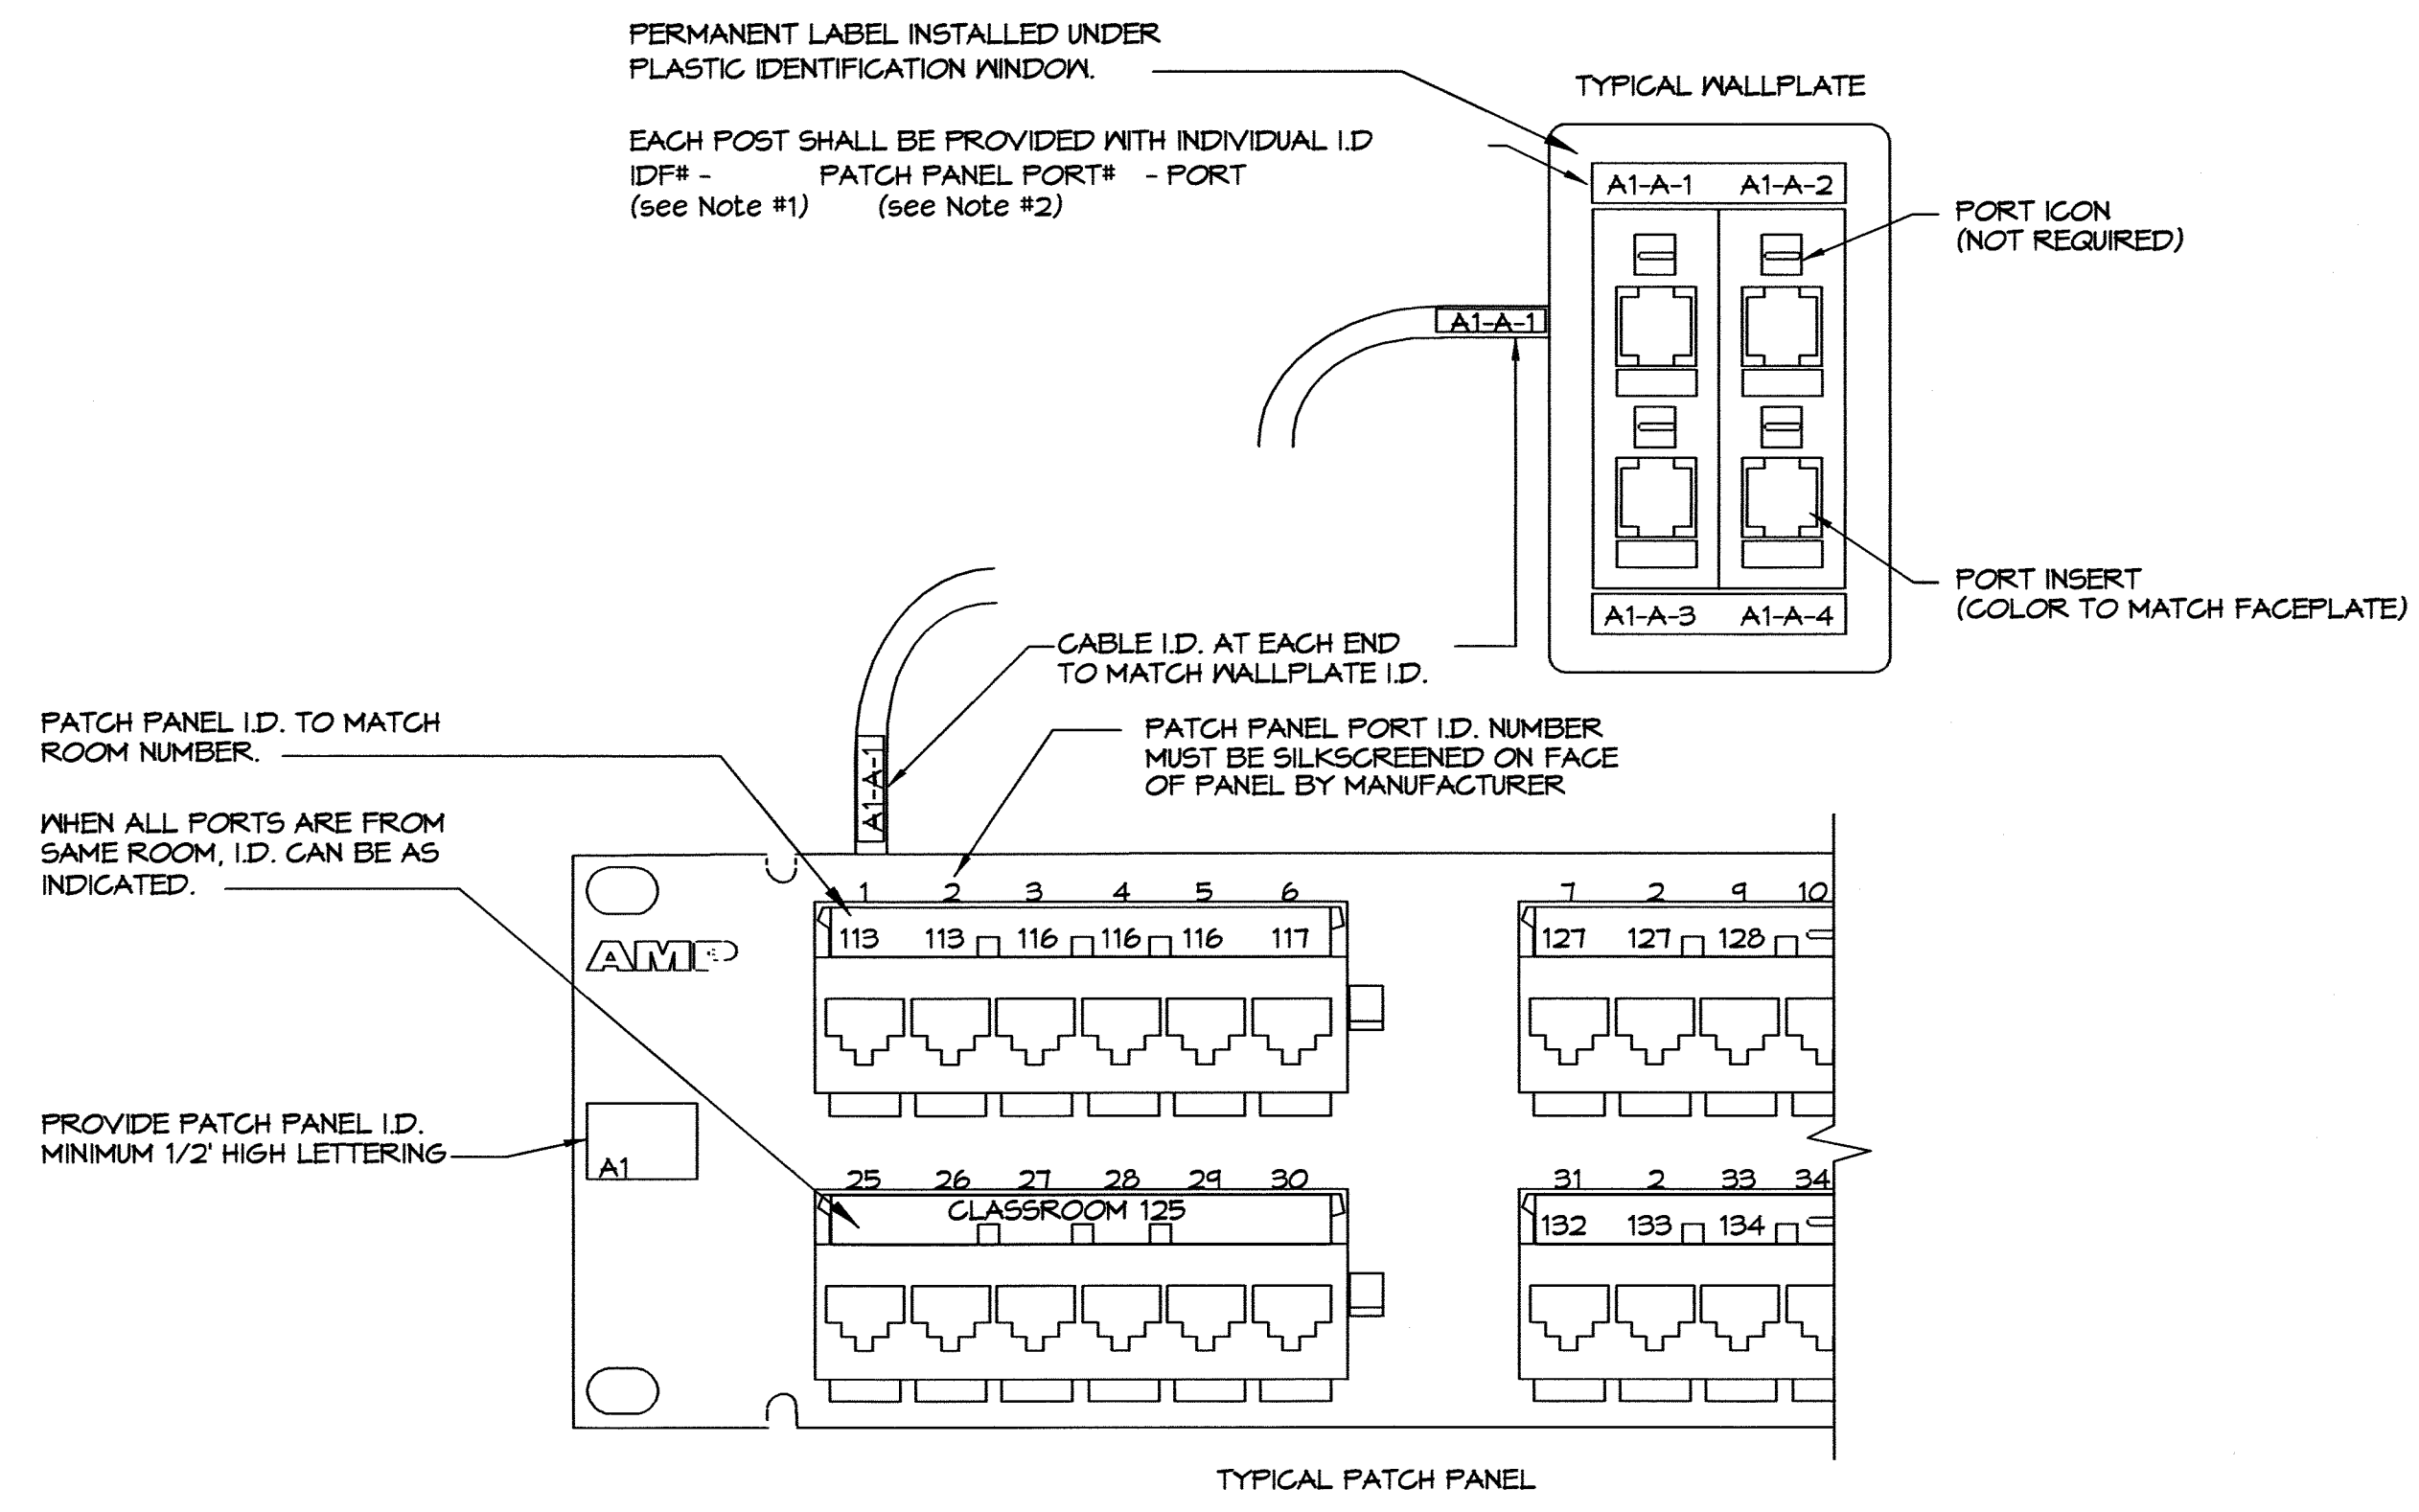 PERMANENT LABEL INSTALLED UNDER
PLASTIC IDENTIFICATION WINDOW.
TYPICAL WALLPLATE
EACH POST SHALL BE PROVIDED WITH INDIVIDUAL I.D
IDF# - PATCH PANEL PORT# - PORT
(see Note #1) (see Note #2)
A1-A-1 A1-A-2
PORT ICON
(NOT REQUIRED)
A1-A-1
PORT INSERT
(COLOR TO MATCH FACEPLATE)
A1-A-3 A1-A-4
CABLE I.D. AT EACH END
TO MATCH WALLPLATE I.D.
PATCH PANEL I.D. TO MATCH
ROOM NUMBER.
A1-A-1
PATCH PANEL PORT I.D. NUMBER
MUST BE SILKSCREENED ON FACE
OF PANEL BY MANUFACTURER
WHEN ALL PORTS ARE FROM
SAME ROOM, I.D. CAN BE AS
INDICATED.
1 2 3 4 5 6 7 2 9 10
113 113 116 116 116 117 127 127 128
AMP
PROVIDE PATCH PANEL I.D.
MINIMUM 1/2' HIGH LETTERING
A1
25 26 27 28 29 30 31 2 33 34
CLASSROOM 125
132 133 134
TYPICAL PATCH PANEL